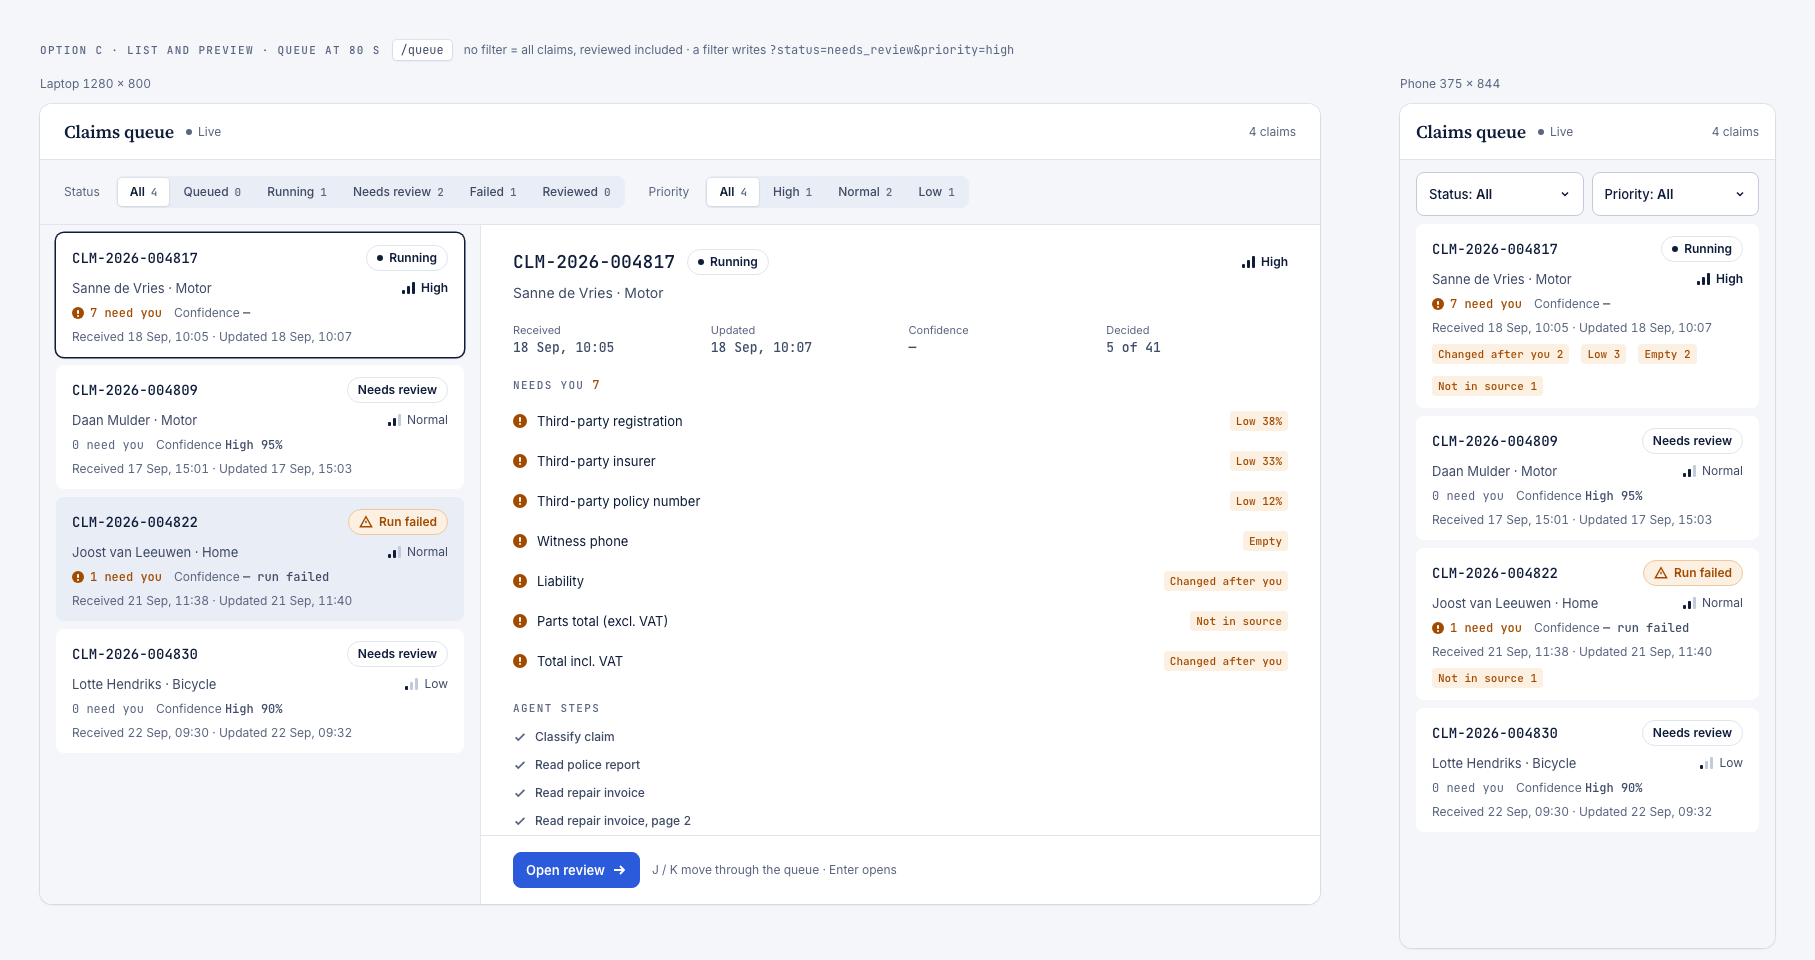 OPTION C · LIST AND PREVIEW · QUEUE AT 80 S /queue no filter = all claims, reviewed included · a filter writes ?status=needs_review&priority=high
Laptop 1280 × 800
Claims queue • Live 4 claims
Status All 4 Queued 0 Running 1 Needs review 2 Failed 1 Reviewed 0 Priority All 4 High 1 Normal 2 Low 1
CLM-2026-004817 Running
Sanne de Vries · Motor High
7 need you Confidence —
Received 18 Sep, 10:05 · Updated 18 Sep, 10:07
CLM-2026-004809 Needs review
Daan Mulder · Motor Normal
0 need you Confidence High 95%
Received 17 Sep, 15:01 · Updated 17 Sep, 15:03
CLM-2026-004822 Run failed
Joost van Leeuwen · Home Normal
1 need you Confidence — run failed
Received 21 Sep, 11:38 · Updated 21 Sep, 11:40
CLM-2026-004830 Needs review
Lotte Hendriks · Bicycle Low
0 need you Confidence High 90%
Received 22 Sep, 09:30 · Updated 22 Sep, 09:32
CLM-2026-004817 Running High
Sanne de Vries · Motor
Received Updated Confidence Decided
18 Sep, 10:05 18 Sep, 10:07 — 5 of 41
NEEDS YOU 7
Third-party registration Low 38%
Third-party insurer Low 33%
Third-party policy number Low 12%
Witness phone Empty
Liability Changed after you
Parts total (excl. VAT) Not in source
Total incl. VAT Changed after you
AGENT STEPS
Classify claim
Read police report
Read repair invoice
Read repair invoice, page 2
Open review → J / K move through the queue · Enter opens
Phone 375 × 844
Claims queue • Live 4 claims
Status: All Priority: All
CLM-2026-004817 Running
Sanne de Vries · Motor High
7 need you Confidence —
Received 18 Sep, 10:05 · Updated 18 Sep, 10:07
Changed after you 2 Low 3 Empty 2
Not in source 1
CLM-2026-004809 Needs review
Daan Mulder · Motor Normal
0 need you Confidence High 95%
Received 17 Sep, 15:01 · Updated 17 Sep, 15:03
CLM-2026-004822 Run failed
Joost van Leeuwen · Home Normal
1 need you Confidence — run failed
Received 21 Sep, 11:38 · Updated 21 Sep, 11:40
Not in source 1
CLM-2026-004830 Needs review
Lotte Hendriks · Bicycle Low
0 need you Confidence High 90%
Received 22 Sep, 09:30 · Updated 22 Sep, 09:32